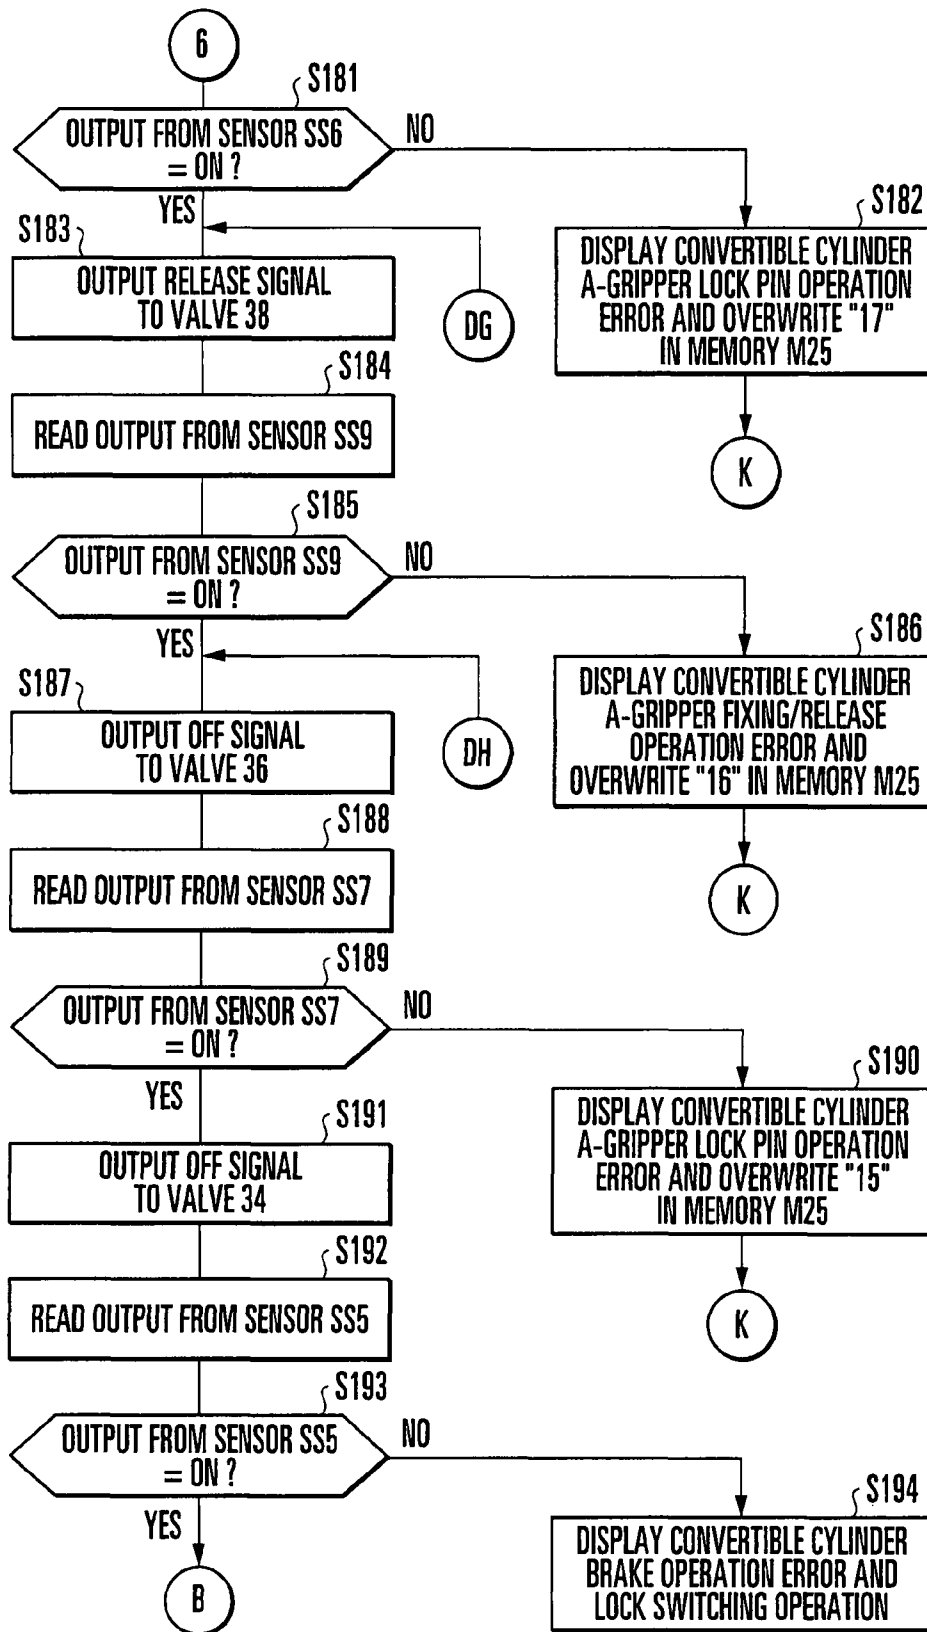 6
S181
OUTPUT FROM SENSOR SS6
= ON ?
NO
YES
S182
DISPLAY CONVERTIBLE CYLINDER
A-GRIPPER LOCK PIN OPERATION
ERROR AND OVERWRITE "17"
IN MEMORY M25
K
S183
OUTPUT RELEASE SIGNAL
TO VALVE 38
DG
S184
READ OUTPUT FROM SENSOR SS9
S185
OUTPUT FROM SENSOR SS9
= ON ?
NO
YES
S186
DISPLAY CONVERTIBLE CYLINDER
A-GRIPPER FIXING/RELEASE
OPERATION ERROR AND
OVERWRITE "16" IN MEMORY M25
K
S187
OUTPUT OFF SIGNAL
TO VALVE 36
DH
S188
READ OUTPUT FROM SENSOR SS7
S189
OUTPUT FROM SENSOR SS7
= ON ?
NO
YES
S190
DISPLAY CONVERTIBLE CYLINDER
A-GRIPPER LOCK PIN OPERATION
ERROR AND OVERWRITE "15"
IN MEMORY M25
K
S191
OUTPUT OFF SIGNAL
TO VALVE 34
S192
READ OUTPUT FROM SENSOR SS5
S193
OUTPUT FROM SENSOR SS5
= ON ?
NO
YES
S194
DISPLAY CONVERTIBLE CYLINDER
BRAKE OPERATION ERROR AND
LOCK SWITCHING OPERATION
B